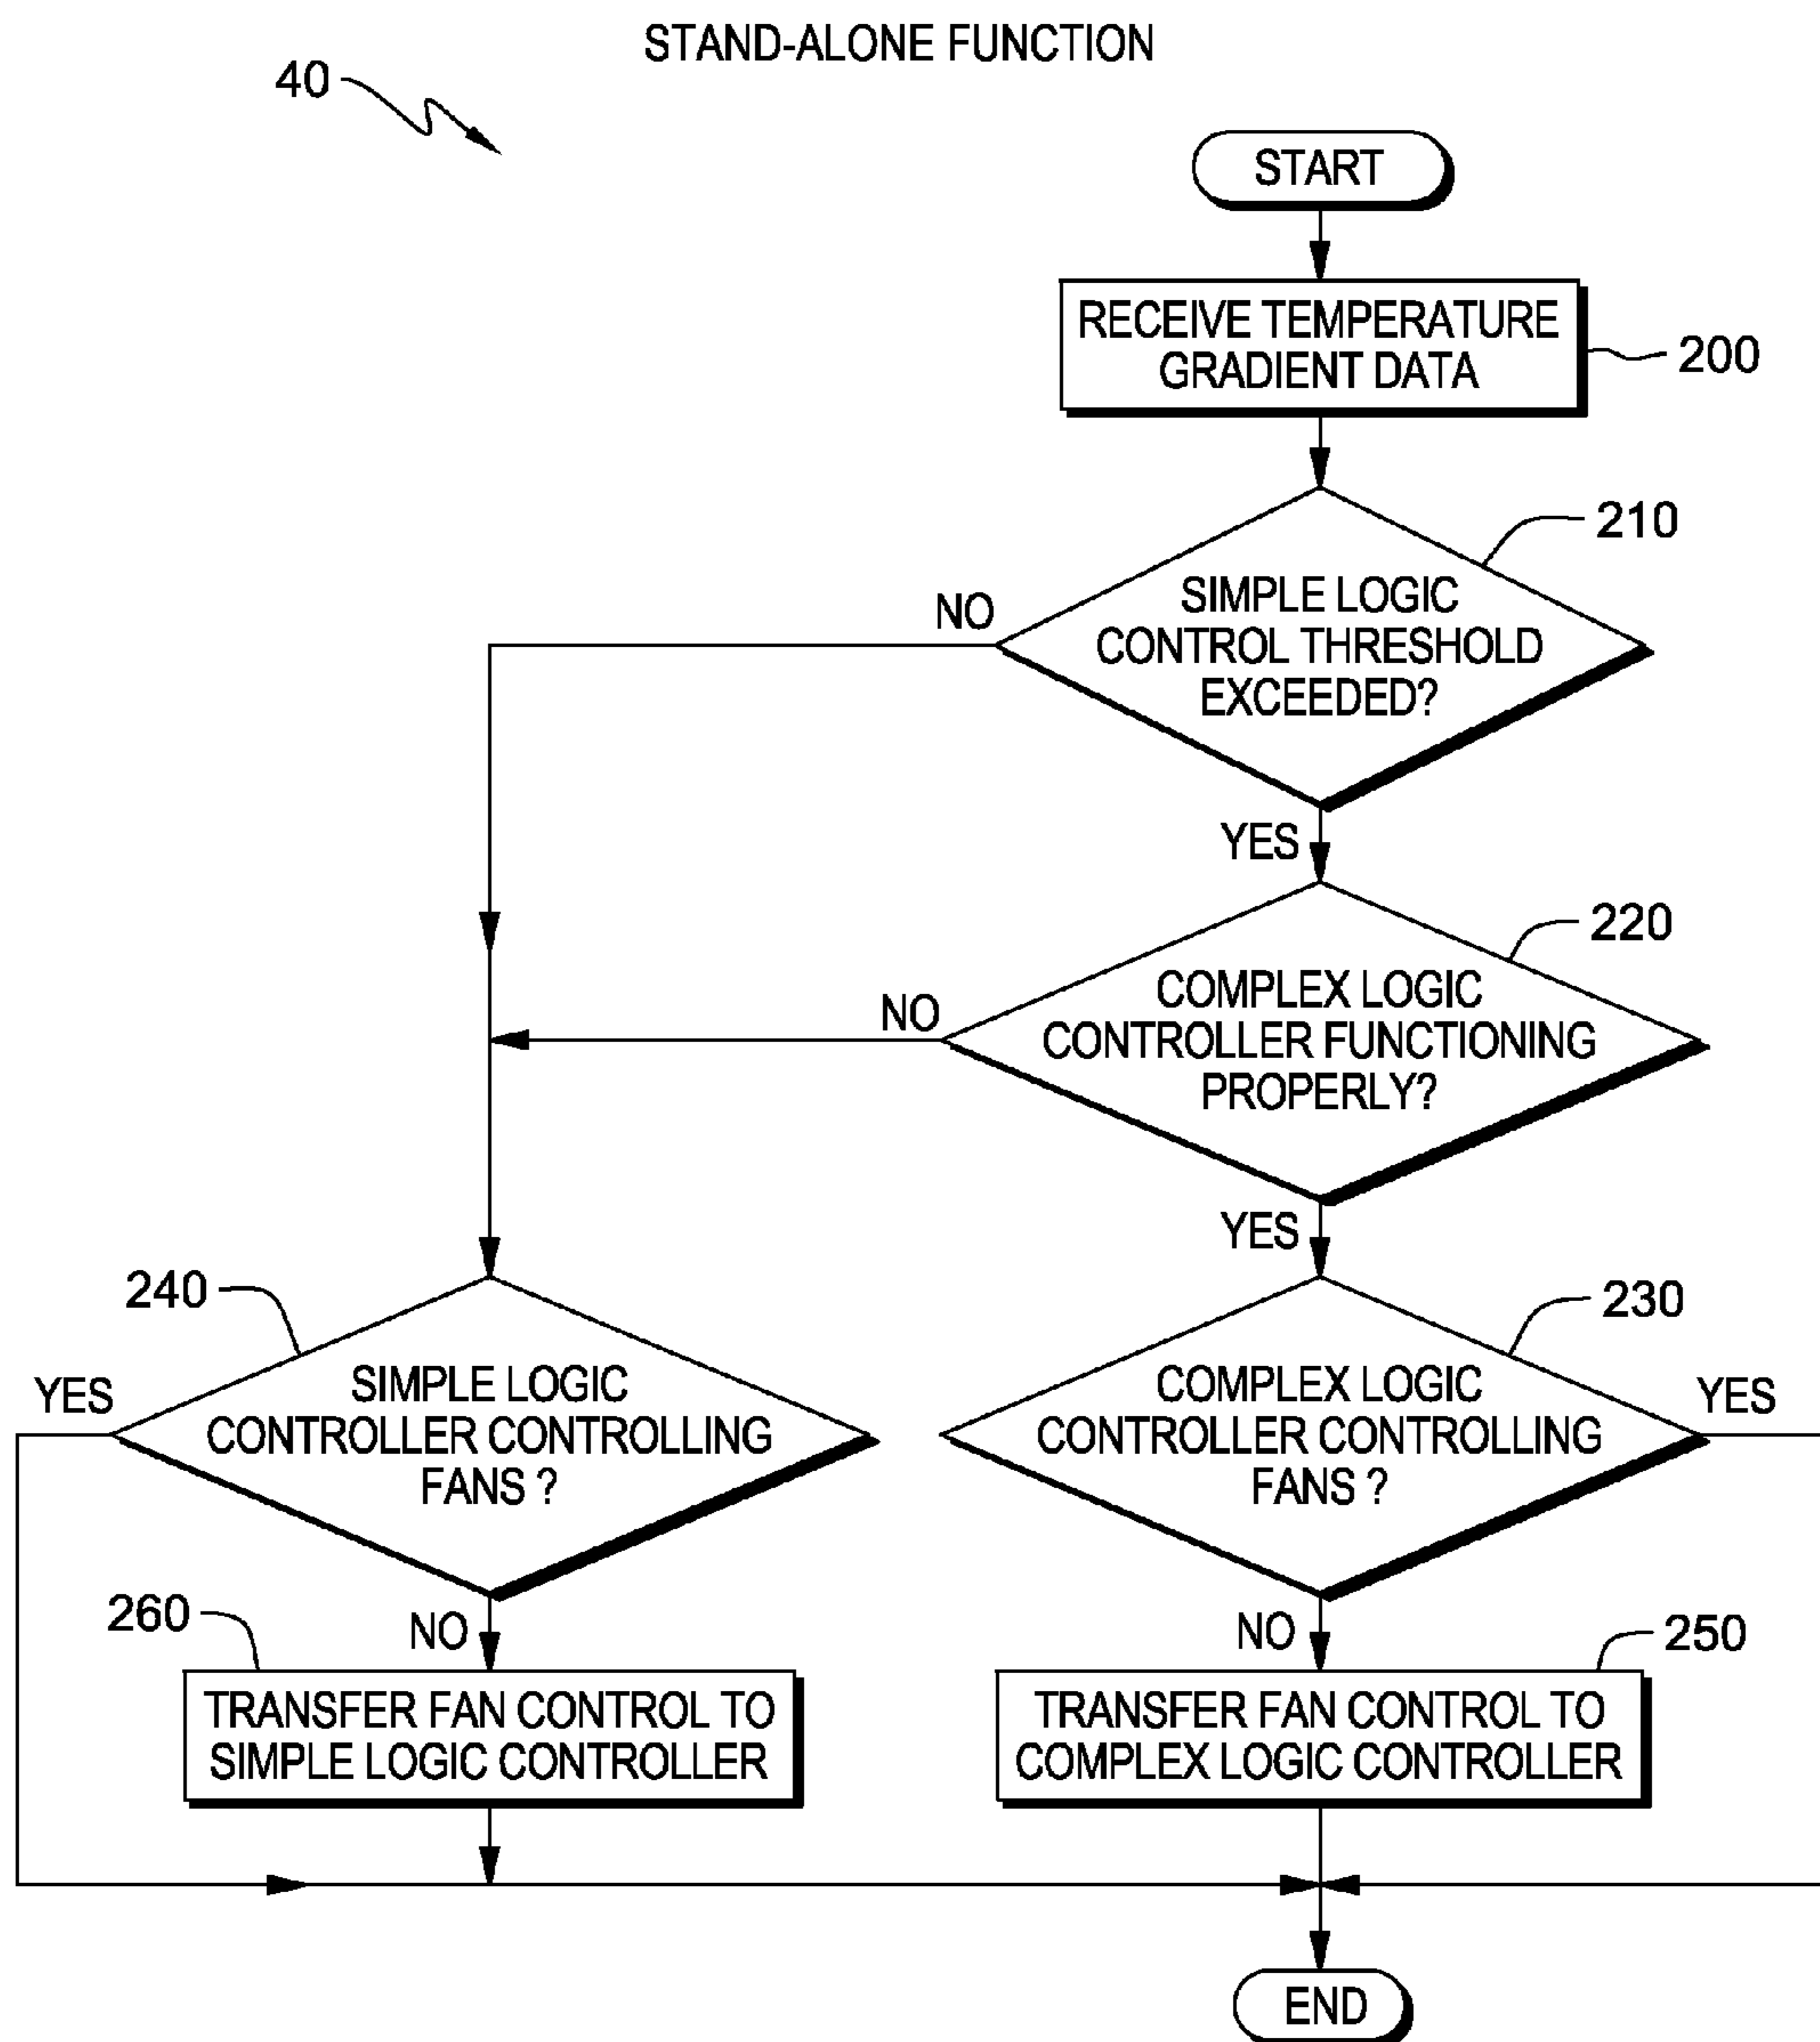 STAND-ALONE FUNCTION
40
START
RECEIVE TEMPERATURE
GRADIENT DATA
200
210
SIMPLE LOGIC
CONTROL THRESHOLD
EXCEEDED?
NO
YES
220
COMPLEX LOGIC
CONTROLLER FUNCTIONING
PROPERLY?
NO
YES
240
SIMPLE LOGIC
CONTROLLER CONTROLLING
FANS ?
YES
NO
230
COMPLEX LOGIC
CONTROLLER CONTROLLING
FANS ?
YES
NO
260
TRANSFER FAN CONTROL TO
SIMPLE LOGIC CONTROLLER
250
TRANSFER FAN CONTROL TO
COMPLEX LOGIC CONTROLLER
END